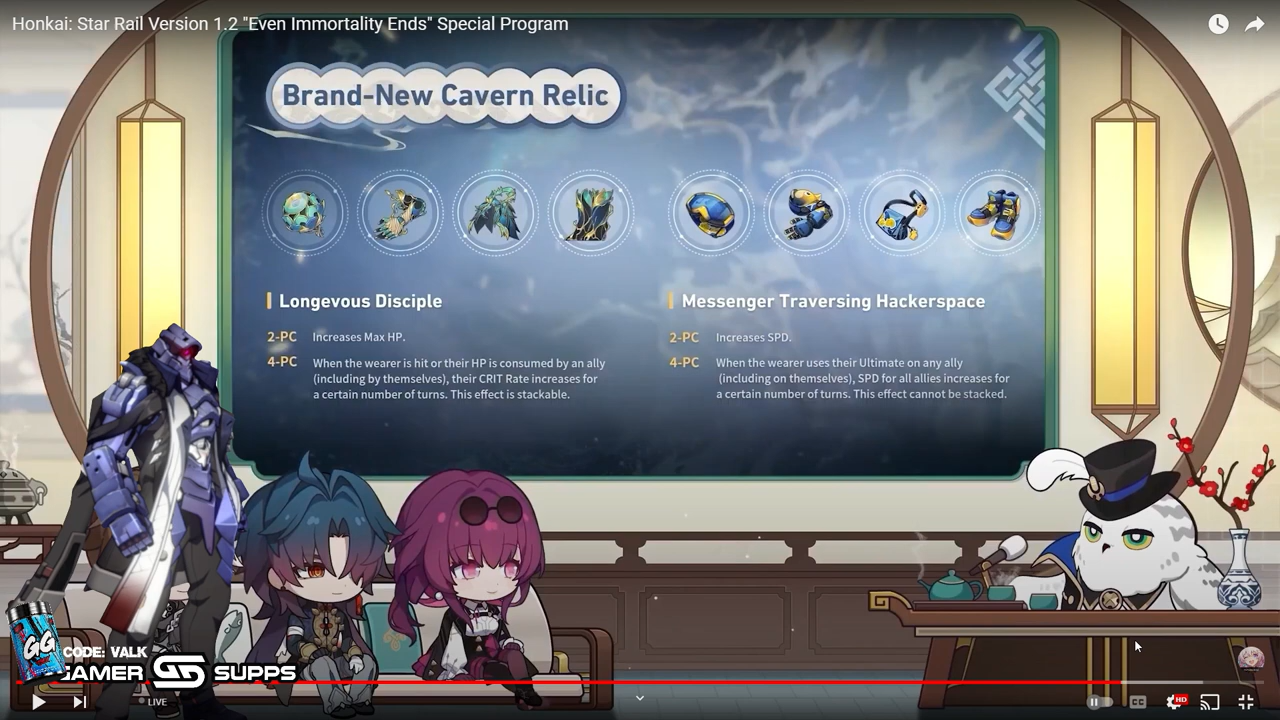 Honkai: Star Rail Version 1.2 "Even Immortality Ends" Special Program
Brand-New Cavern Relic
Longevous Disciple
2-PC Increases Max HP.
4-PC When the wearer is hit or their HP is consumed by an ally
(including by themselves), their CRIT Rate increases for
a certain number of turns. This effect is stackable.
Messenger Traversing Hackerspace
2-PC Increases SPD.
4-PC When the wearer uses their Ultimate on any ally
(including on themselves), SPD for all allies increases for
a certain number of turns. This effect cannot be stacked.
GG
CODE: VALK
GAMER GS SUPPS
LIVE
CC
HD